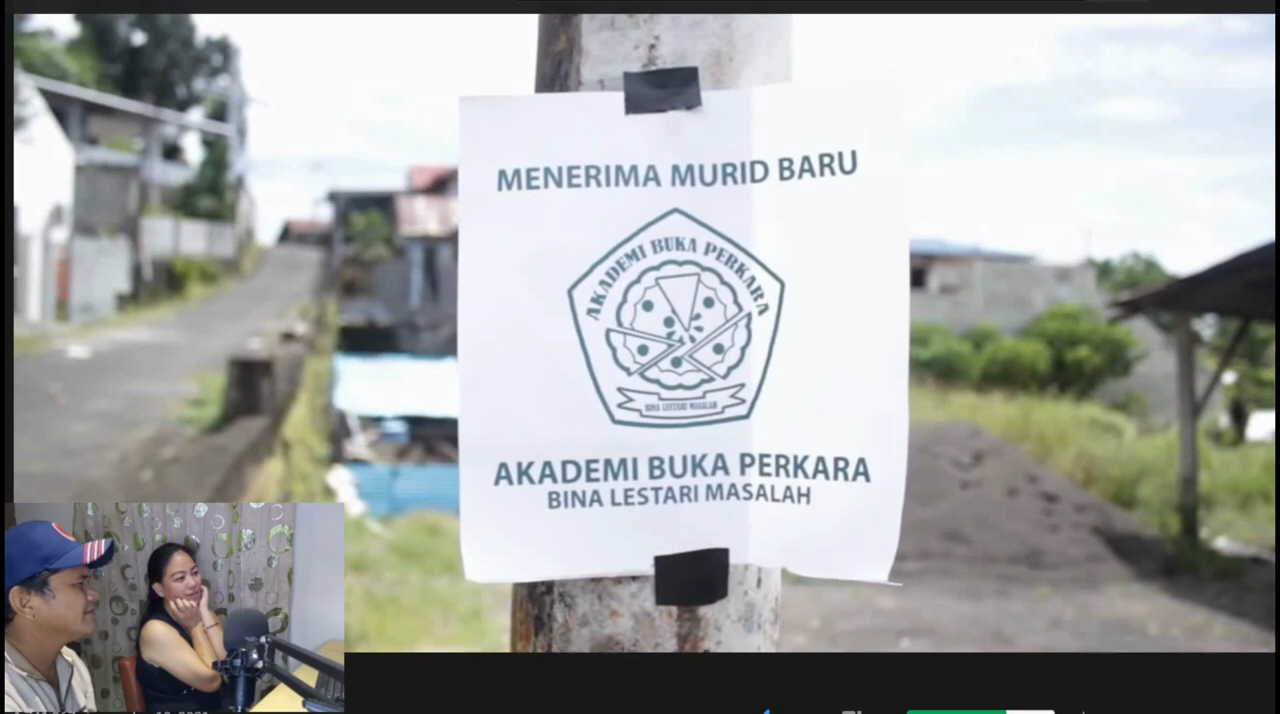 MENERIMA MURID BARU
AKADEMI BUKA PERKARA
BINA LESTARI MASALAH
AKADEMI BUKA PERKARA
BINA LESTARI MASALAH